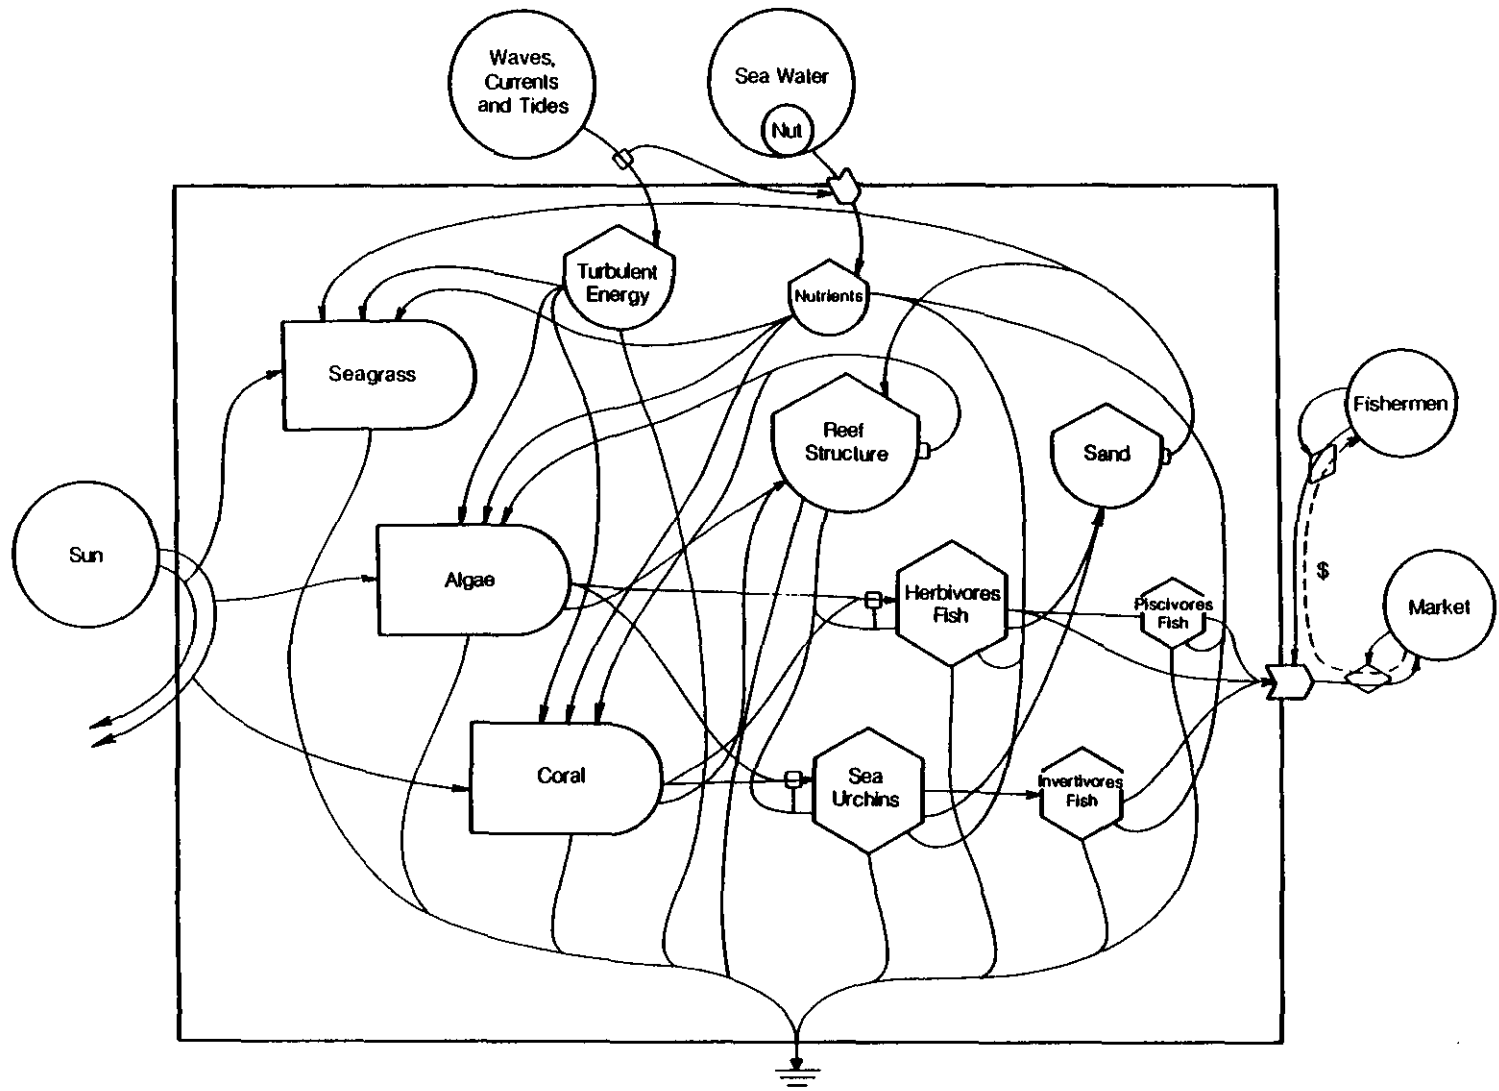 Waves,
Currents
and Tides
Sea Water
Nut
Turbulent
Energy
Nutrients
Seagrass
Reef
Structure
Sand
Fishermen
Sun
Algae
Herbivores
Fish
Piscivores
Fish
$
Market
Coral
Sea
Urchins
Invertivores
Fish